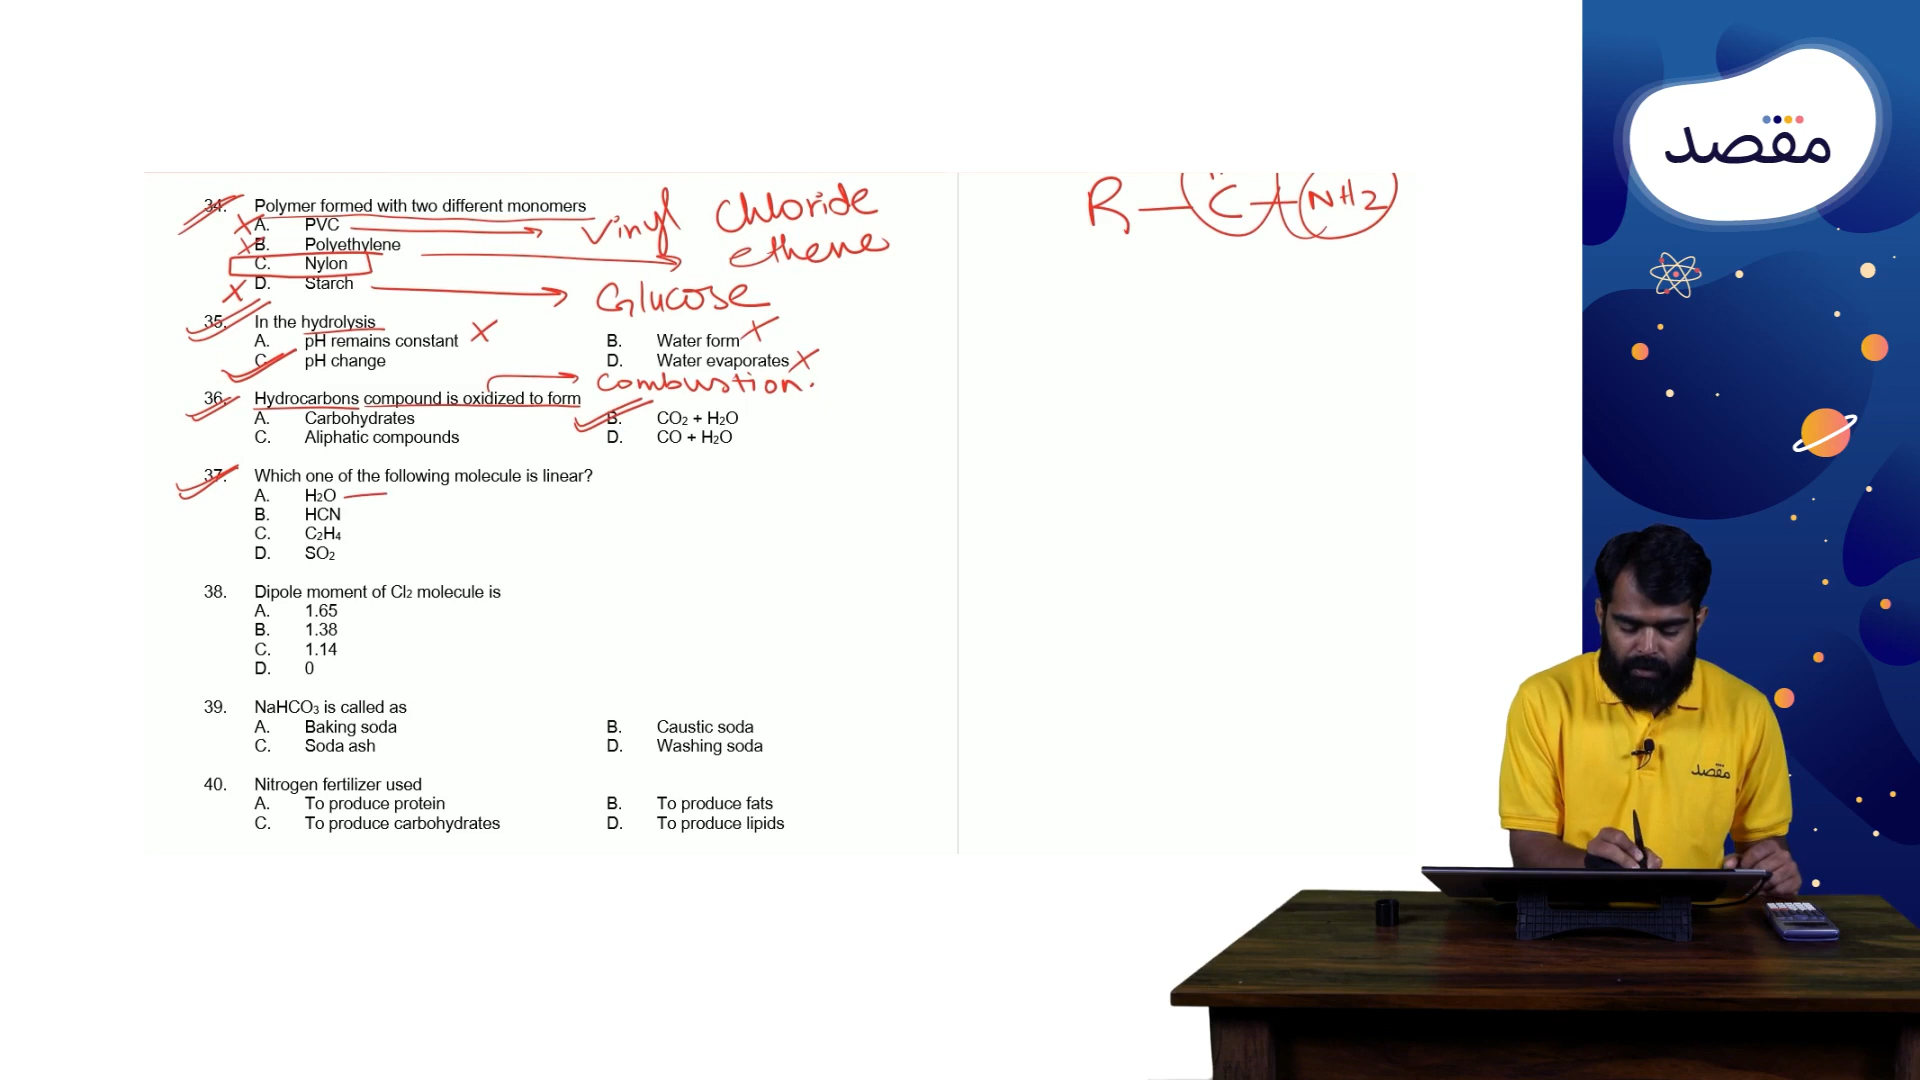 34. Polymer formed with two different monomers
A. PVC
Vinyl chloride
B. Polyethylene
ethene
C. Nylon
D. Starch
Glucose
35. In the hydrolysis
A. pH remains constant B. Water form
C. pH change D. Water evaporates
Combustion.
36. Hydrocarbons compound is oxidized to form
A. Carbohydrates B. CO₂ + H₂O
C. Aliphatic compounds D. CO + H₂O
37. Which one of the following molecule is linear?
A. H₂O
B. HCN
C. C₂H₄
D. SO₂
38. Dipole moment of Cl₂ molecule is
A. 1.65
B. 1.38
C. 1.14
D. 0
39. NaHCO₃ is called as
A. Baking soda B. Caustic soda
C. Soda ash D. Washing soda
40. Nitrogen fertilizer used
A. To produce protein B. To produce fats
C. To produce carbohydrates D. To produce lipids
R — C — NH2
مقصد
مقصد